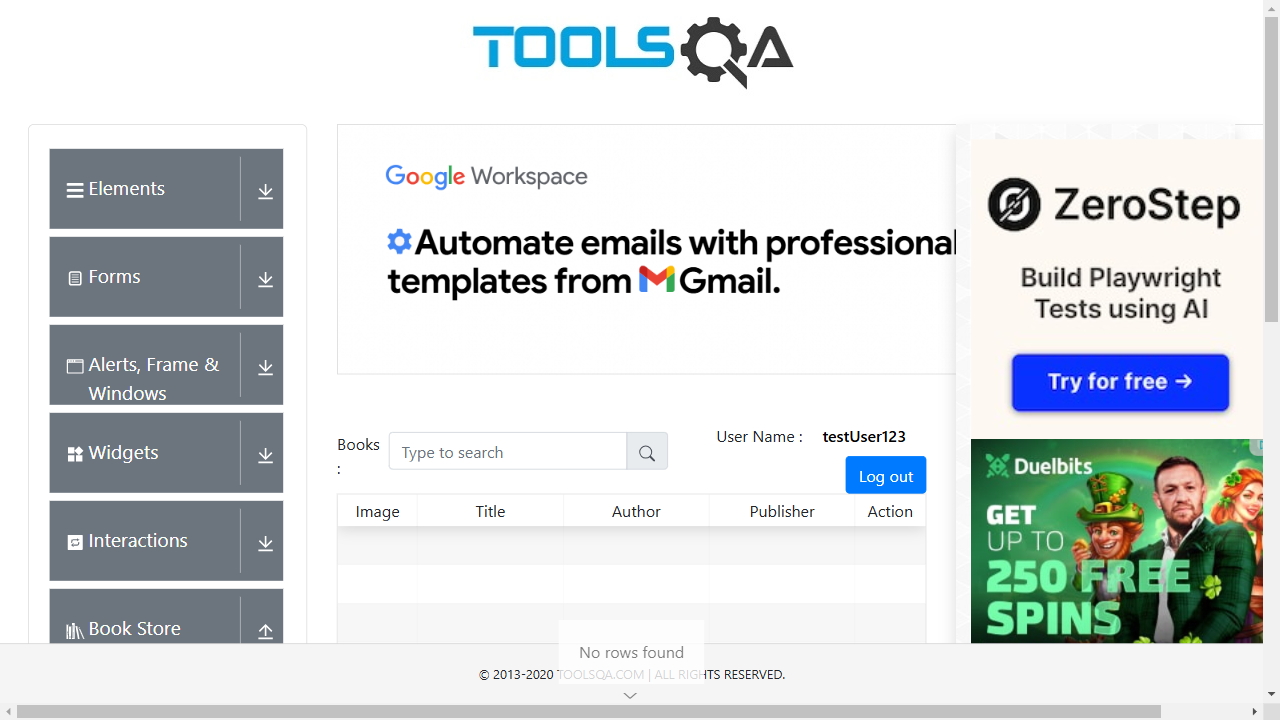 TOOLSQA
Elements
Forms
Alerts, Frame &
Windows
Widgets
Interactions
Book Store
Google Workspace
Automate emails with professional
templates from Gmail.
ZeroStep
Build Playwright
Tests using AI
Try for free →
Duelbits
GET
UP TO
250 FREE
SPINS
Books
:
Type to search
User Name :
testUser123
Log out
Image
Title
Author
Publisher
Action
No rows found
© 2013-2020 TOOLSQA.COM | ALL RIGHTS RESERVED.